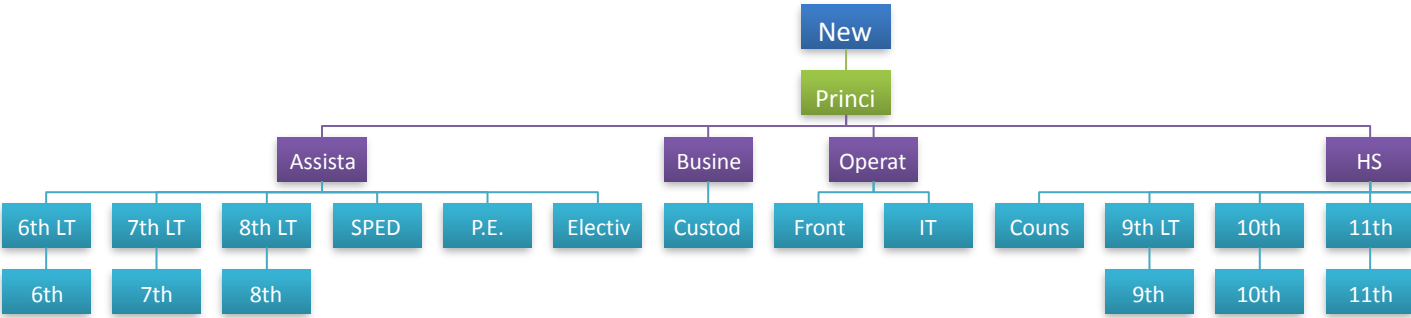 New
Princi
Assista Busine Operat HS
6th LT 7th LT 8th LT SPED P.E. Electiv Custod Front IT Couns 9th LT 10th 11th
6th 7th 8th 9th 10th 11th